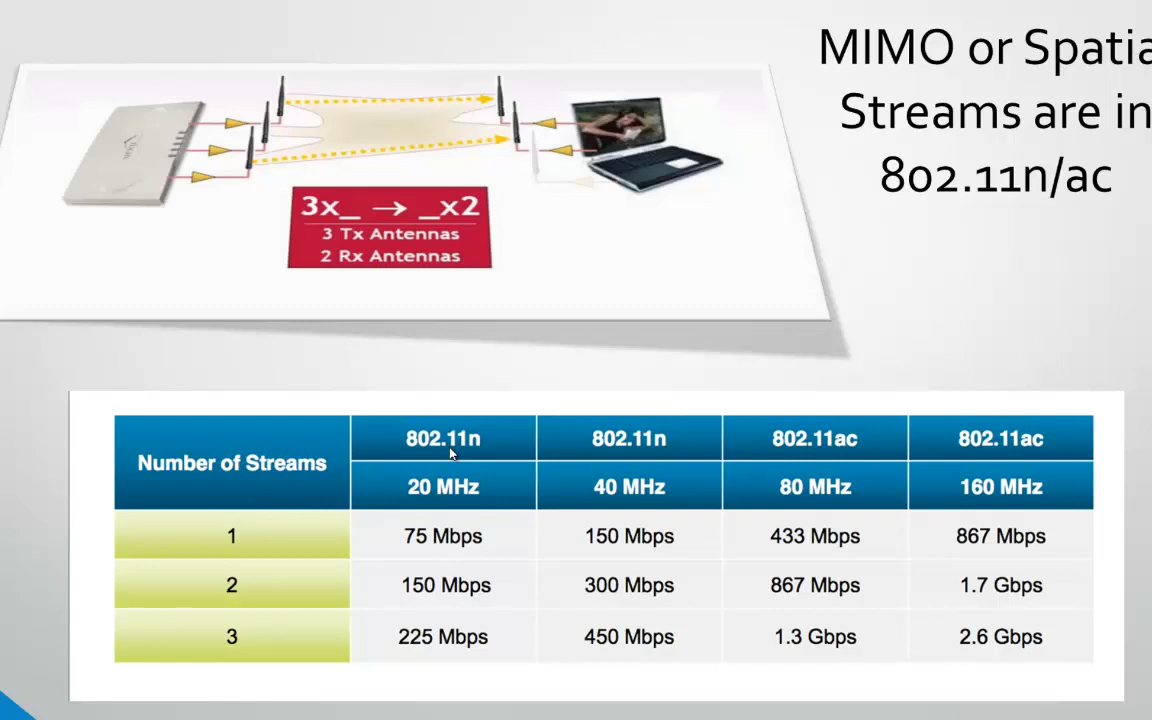 MIMO or Spatia
Streams are in
802.11n/ac
3x_ → _x2
3 Tx Antennas
2 Rx Antennas
Number of Streams
802.11n
802.11n
802.11ac
802.11ac
20 MHz
40 MHz
80 MHz
160 MHz
1
75 Mbps
150 Mbps
433 Mbps
867 Mbps
2
150 Mbps
300 Mbps
867 Mbps
1.7 Gbps
3
225 Mbps
450 Mbps
1.3 Gbps
2.6 Gbps